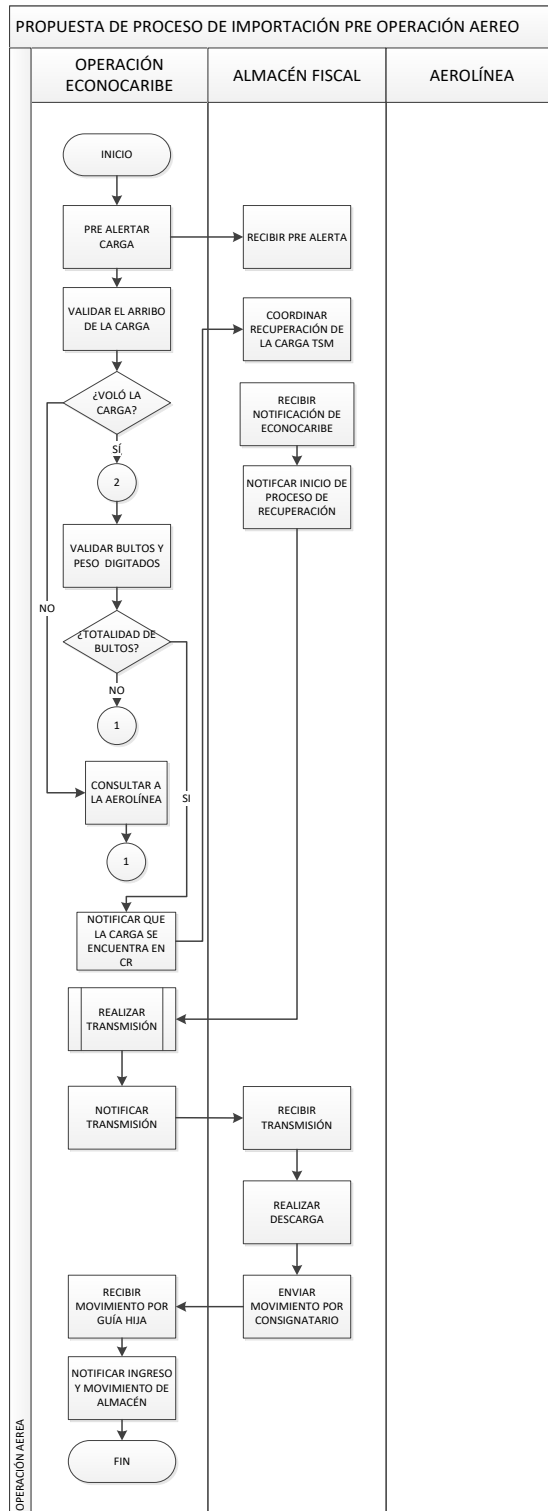 PROPUESTA DE PROCESO DE IMPORTACIÓN PRE OPERACIÓN AEREO
OPERACIÓN
ECONOCARIBE
ALMACÉN FISCAL
AEROLÍNEA
INICIO
PRE ALERTAR
CARGA
RECIBIR PRE ALERTA
VALIDAR EL ARRIBO
DE LA CARGA
COORDINAR
RECUPERACIÓN DE
LA CARGA TSM
¿VOLÓ LA
CARGA?
RECIBIR
NOTIFICACIÓN DE
ECONOCARIBE
SÍ
2
NOTIFCAR INICIO DE
PROCESO DE
RECUPERACIÓN
VALIDAR BULTOS Y
PESO DIGITADOS
NO
¿TOTALIDAD DE
BULTOS?
NO
1
CONSULTAR A
LA AEROLÍNEA
SI
1
NOTIFICAR QUE
LA CARGA SE
ENCUENTRA EN
CR
REALIZAR
TRANSMISIÓN
NOTIFICAR
TRANSMISIÓN
RECIBIR
TRANSMISIÓN
REALIZAR
DESCARGA
RECIBIR
MOVIMIENTO POR
GUÍA HIJA
ENVIAR
MOVIMIENTO POR
CONSIGNATARIO
NOTIFICAR INGRESO
Y MOVIMIENTO DE
ALMACÉN
FIN
OPERACIÓN AEREA